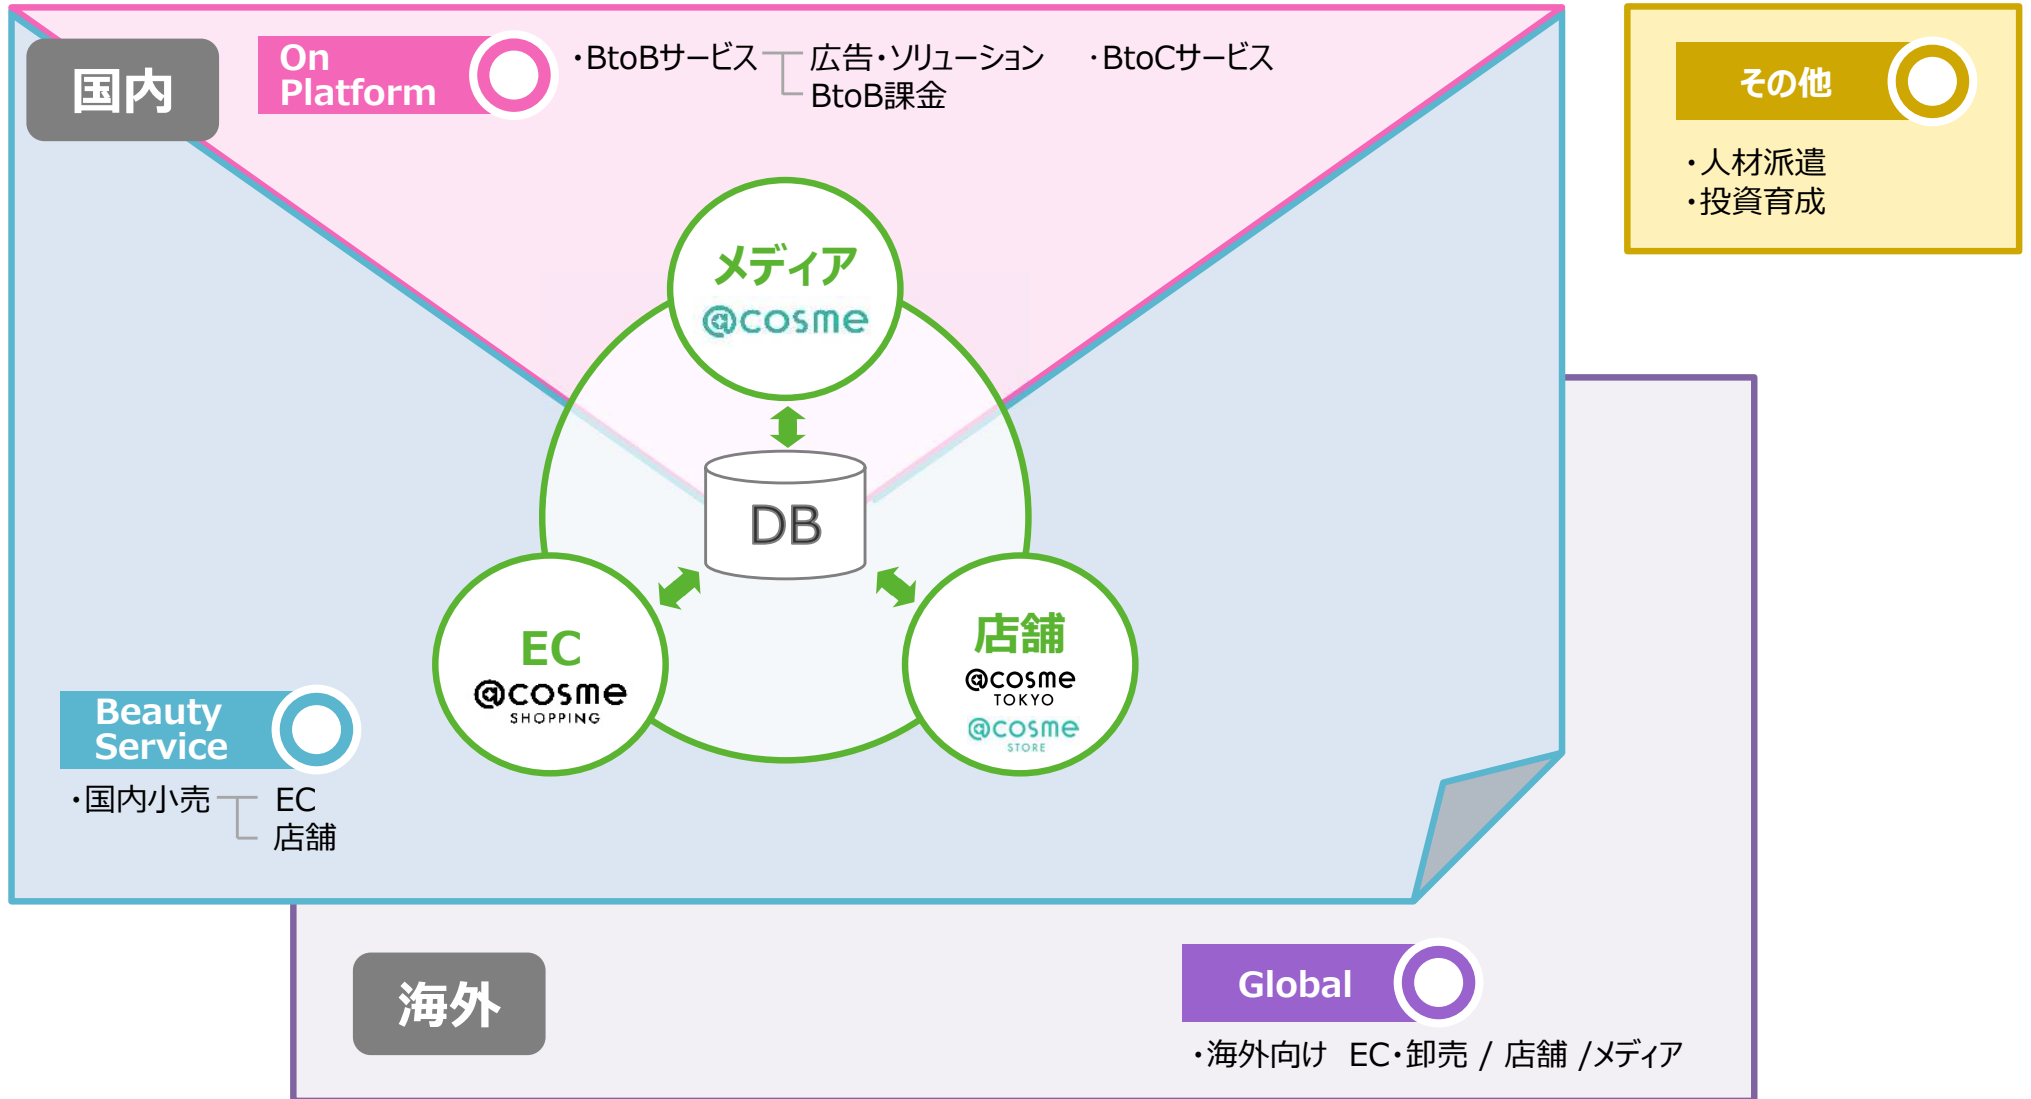 国内
On
Platform
・BtoBサービス 広告・ソリューション ・BtoCサービス
BtoB課金
その他
・人材派遣
・投資育成
メディア
@cosme
DB
EC
@cosme
SHOPPING
店舗
@cosme
TOKYO
@cosme
STORE
Beauty
Service
・国内小売 EC
店舗
海外
Global
・海外向け EC・卸売 / 店舗 /メディア